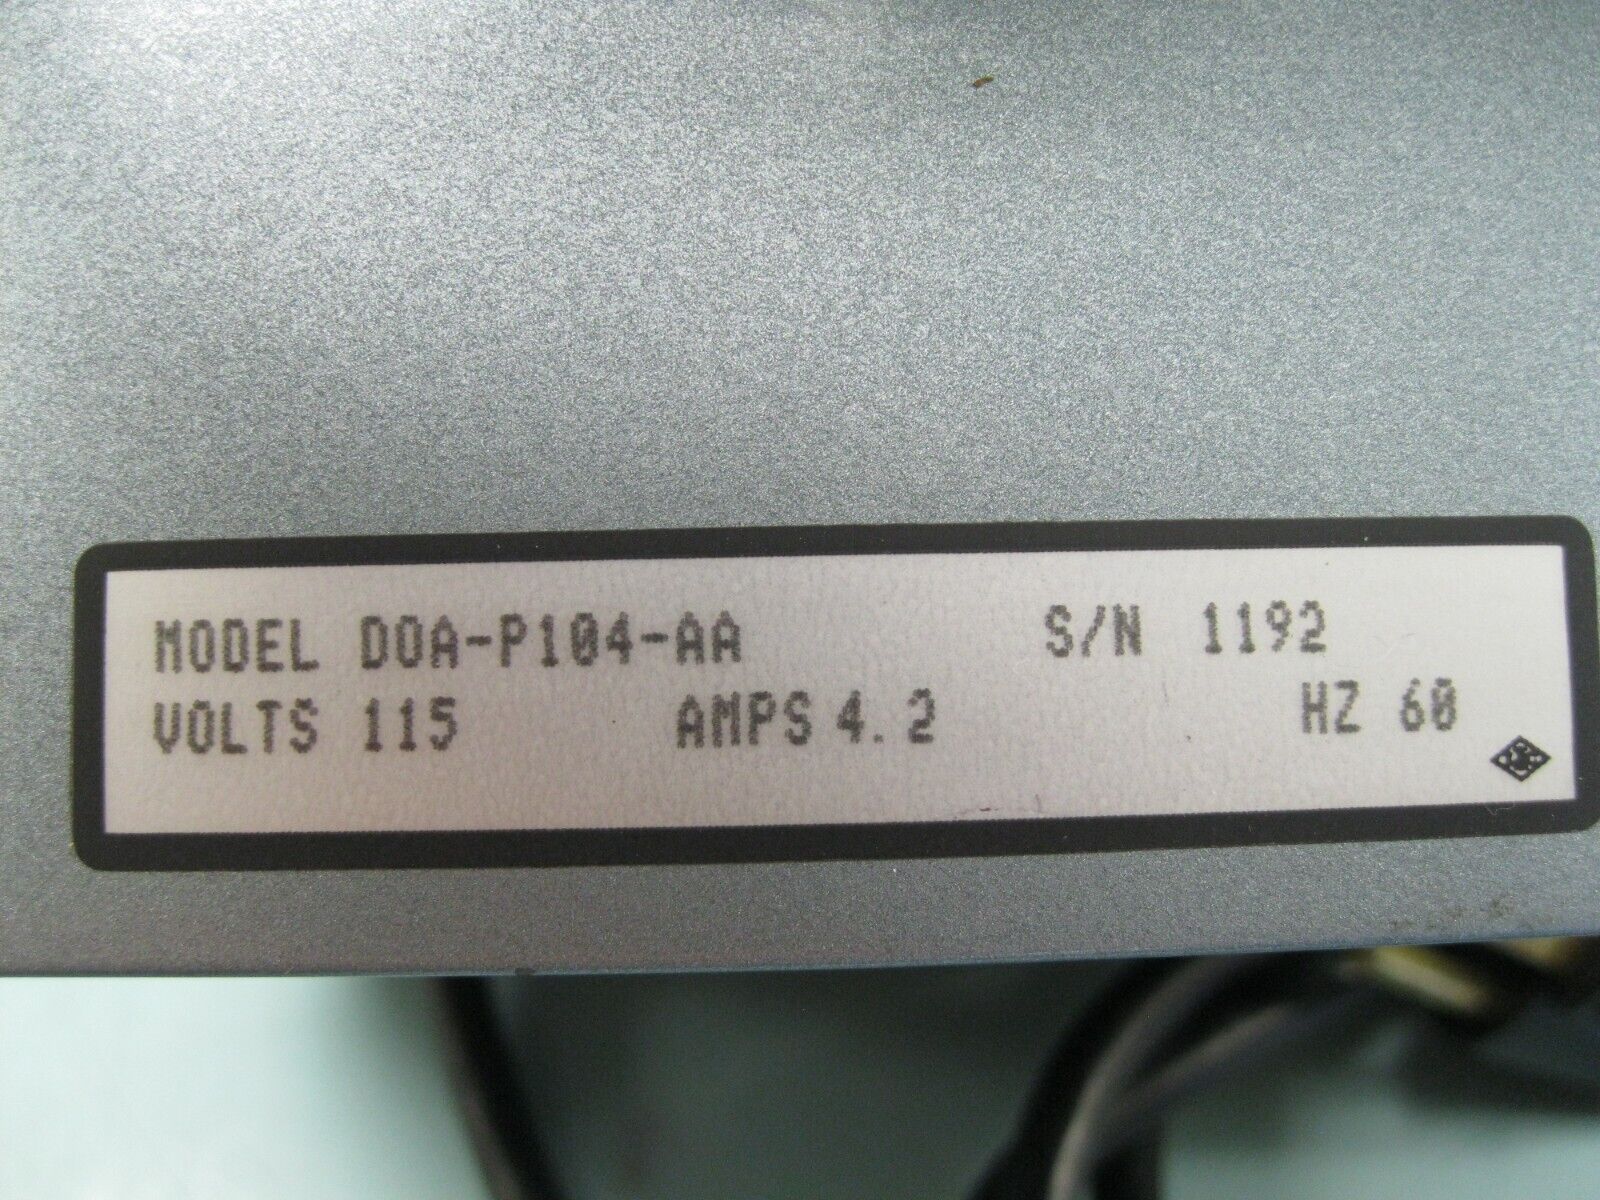 MODEL DOA-P104-AA S/N 1192
VOLTS 115 AMPS 4.2 HZ 60